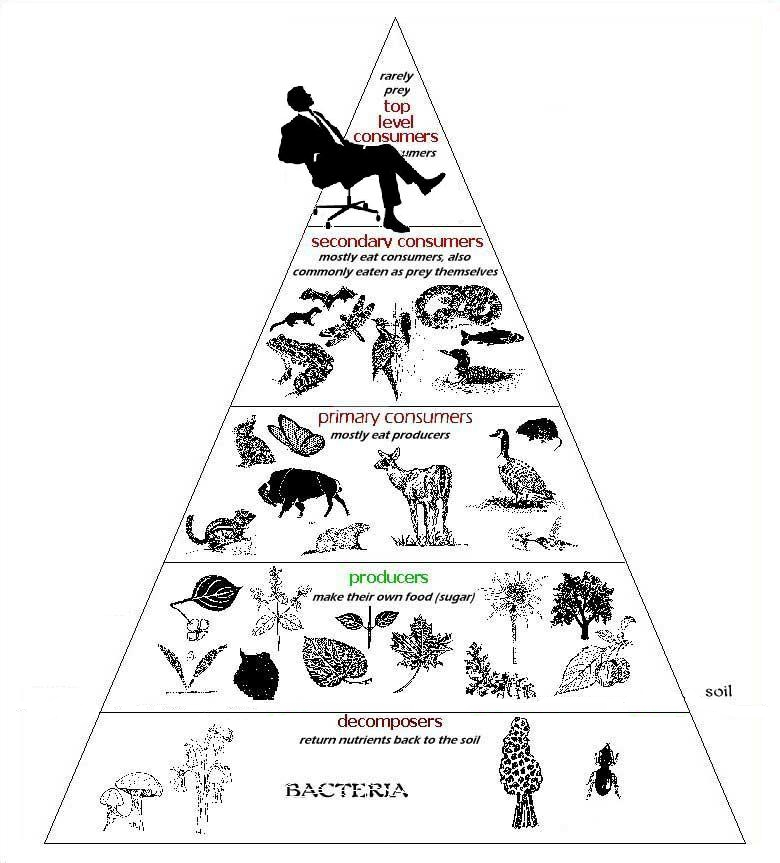 rarely
prey
top
level
consumers
umers
secondary consumers
mostly eat consumers, also
commonly eaten as prey themselves
primary consumers
mostly eat producers
producers
make their own food (sugar)
soil
decomposers
return nutrients back to the soil
BACTERIA